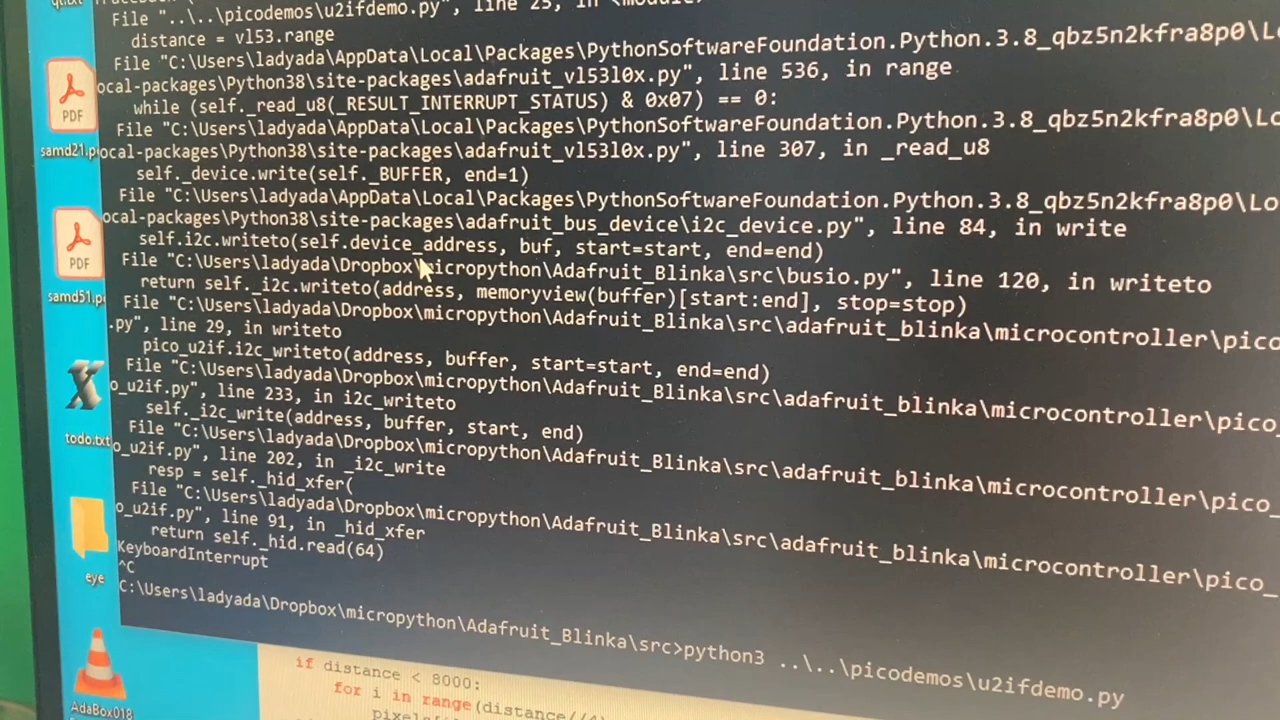 File "..\..\picodemos\u2ifdemo.py", line 25, in <module>
distance = vl53.range
File "C:\Users\ladyada\AppData\Local\Packages\PythonSoftwareFoundation.Python.3.8_qbz5n2kfra8p0\Lo
ocal-packages\Python38\site-packages\adafruit_vl53l0x.py", line 536, in range
while (self._read_u8(_RESULT_INTERRUPT_STATUS) & 0x07) == 0:
File "C:\Users\ladyada\AppData\Local\Packages\PythonSoftwareFoundation.Python.3.8_qbz5n2kfra8p0\Lo
ocal-packages\Python38\site-packages\adafruit_vl53l0x.py", line 307, in _read_u8
self._device.write(self._BUFFER, end=1)
File "C:\Users\ladyada\AppData\Local\Packages\PythonSoftwareFoundation.Python.3.8_qbz5n2kfra8p0\Lo
ocal-packages\Python38\site-packages\adafruit_bus_device\i2c_device.py", line 84, in write
self.i2c.writeto(self.device_address, buf, start=start, end=end)
File "C:\Users\ladyada\Dropbox\micropython\Adafruit_Blinka\src\busio.py", line 120, in writeto
return self._i2c.writeto(address, memoryview(buffer)[start:end], stop=stop)
File "C:\Users\ladyada\Dropbox\micropython\Adafruit_Blinka\src\adafruit_blinka\microcontroller\pico
.py", line 29, in writeto
pico_u2if.i2c_writeto(address, buffer, start=start, end=end)
File "C:\Users\ladyada\Dropbox\micropython\Adafruit_Blinka\src\adafruit_blinka\microcontroller\pico_
o_u2if.py", line 233, in i2c_writeto
self._i2c_write(address, buffer, start, end)
File "C:\Users\ladyada\Dropbox\micropython\Adafruit_Blinka\src\adafruit_blinka\microcontroller\pico_
o_u2if.py", line 202, in _i2c_write
resp = self._hid_xfer(
File "C:\Users\ladyada\Dropbox\micropython\Adafruit_Blinka\src\adafruit_blinka\microcontroller\pico_
o_u2if.py", line 91, in _hid_xfer
return self._hid.read(64)
KeyboardInterrupt
^C
C:\Users\ladyada\Dropbox\micropython\Adafruit_Blinka\src>python3 ..\..\picodemos\u2ifdemo.py
PDF
samd21.p
PDF
samd51.p
todo.txt
eye
AdaBox018
if distance < 8000:
for i in range(distance//4)